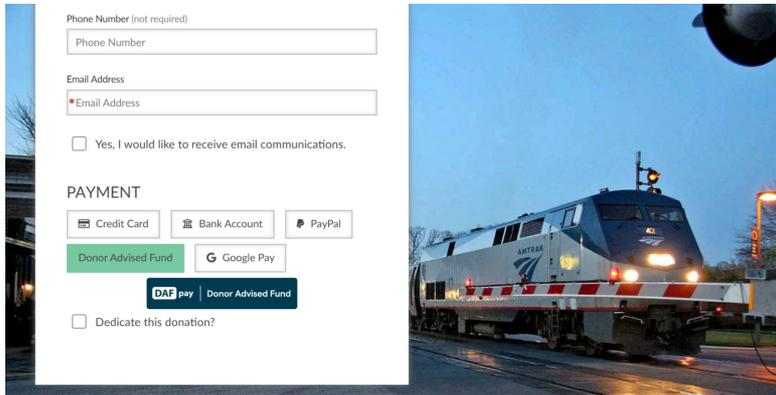 Phone Number (not required)
Phone Number
Email Address
*Email Address
Yes, I would like to receive email communications.
PAYMENT
Credit Card
Bank Account
PayPal
Donor Advised Fund
G Google Pay
DAF pay | Donor Advised Fund
Dedicate this donation?
AMTRAK
42